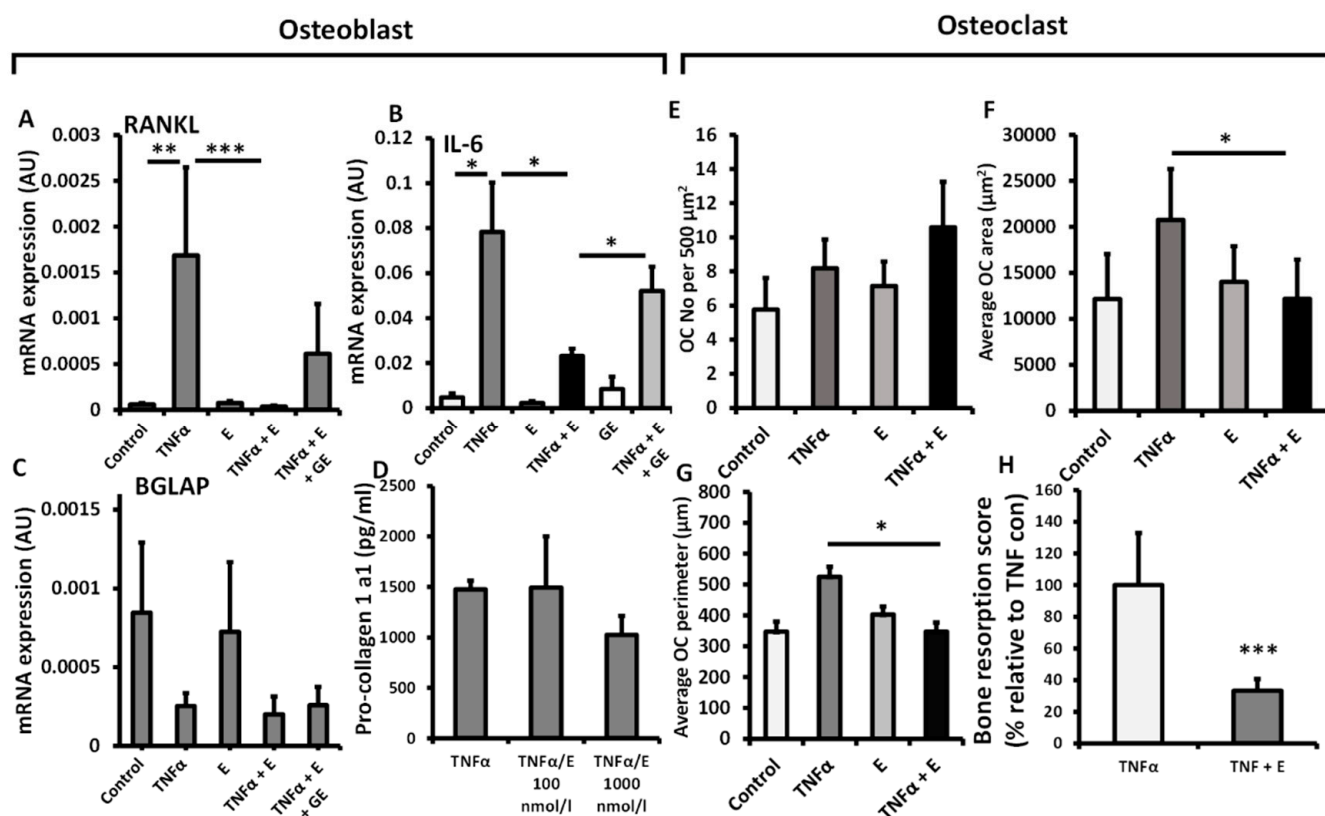 Osteoblast
Osteoclast
A
RANKL
mRNA expression (AU)
0.003
0.0025
0.002
0.0015
0.001
0.0005
0
** ***
Control
TNFα
E
TNFα + E
TNFα + E
+ GE
B
IL-6
mRNA expression (AU)
0.12
0.1
0.08
0.06
0.04
0.02
0
* *
*
Control
TNFα
E
TNFα + E
GE
TNFα + E
+ GE
E
OC No per 500 µm²
16
14
12
10
8
6
4
2
0
Control
TNFα
E
TNFα + E
F
Average OC area (µm²)
30000
25000
20000
15000
10000
5000
0
*
Control
TNFα
E
TNFα + E
C
BGLAP
mRNA expression (AU)
0.0015
0.001
0.0005
0
Control
TNFα
E
TNFα + E
TNFα + E
+ GE
D
Pro-collagen 1 a1 (pg/ml)
2500
2000
1500
1000
500
0
TNFα
TNFα/E
100
nmol/l
TNFα/E
1000
nmol/l
G
Average OC perimeter (µm)
800
700
600
500
400
300
200
100
0
*
Control
TNFα
E
TNFα + E
H
Bone resorption score
(% relative to TNF con)
160
140
120
100
80
60
40
20
0
***
TNFα
TNF + E